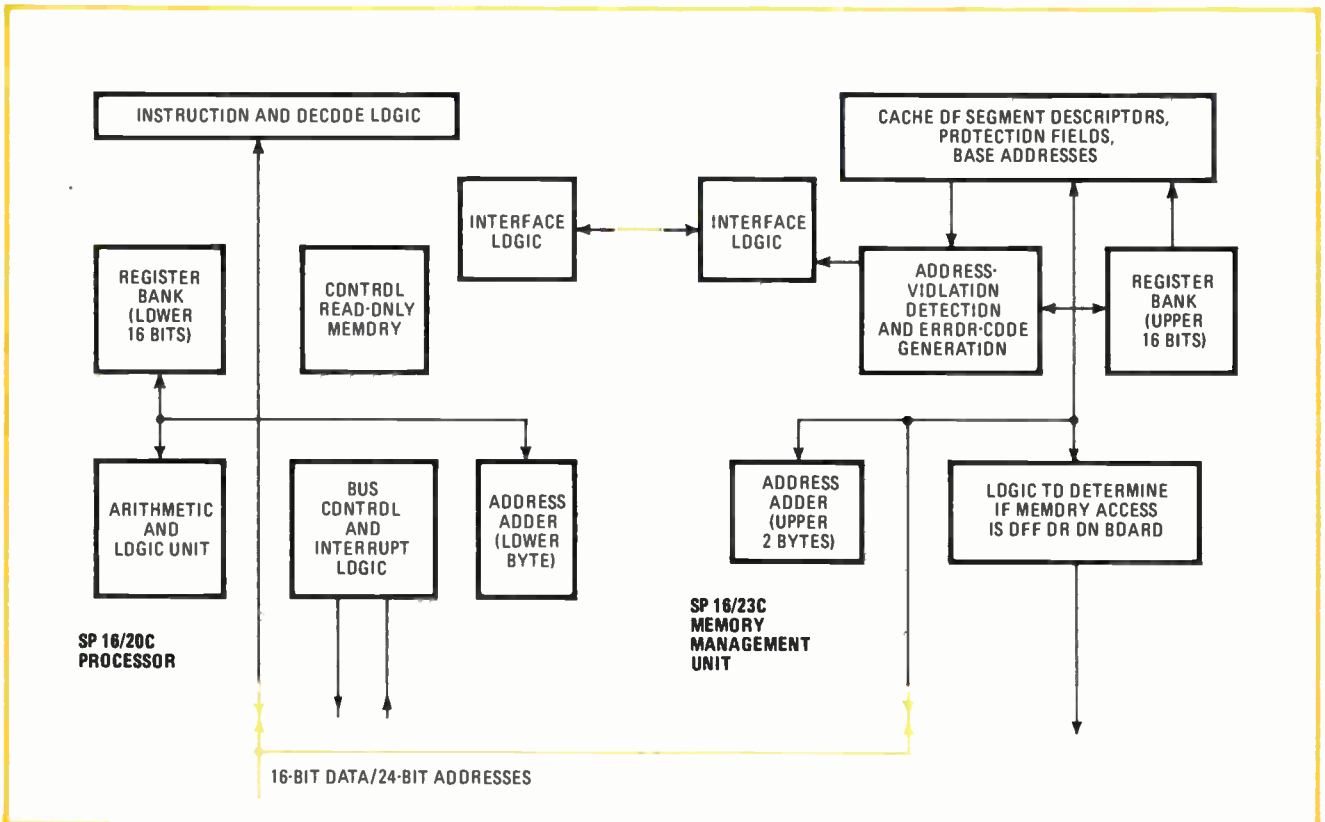 INSTRUCTION AND DECODE LOGIC
CACHE OF SEGMENT DESCRIPTORS,
PROTECTION FIELDS,
BASE ADDRESSES
INTERFACE
LOGIC
INTERFACE
LOGIC
REGISTER
BANK
(LOWER
16 BITS)
CONTROL
READ-ONLY
MEMORY
ADDRESS-
VIOLATION
DETECTION
AND ERROR-CODE
GENERATION
REGISTER
BANK
(UPPER
16 BITS)
ARITHMETIC
AND
LOGIC UNIT
BUS
CONTROL
AND
INTERRUPT
LOGIC
ADDRESS
ADDER
(LOWER
BYTE)
ADDRESS
ADDER
(UPPER
2 BYTES)
LOGIC TO DETERMINE
IF MEMORY ACCESS
IS OFF OR ON BOARD
SP 16/20C
PROCESSOR
SP 16/23C
MEMORY
MANAGEMENT
UNIT
16-BIT DATA/24-BIT ADDRESSES